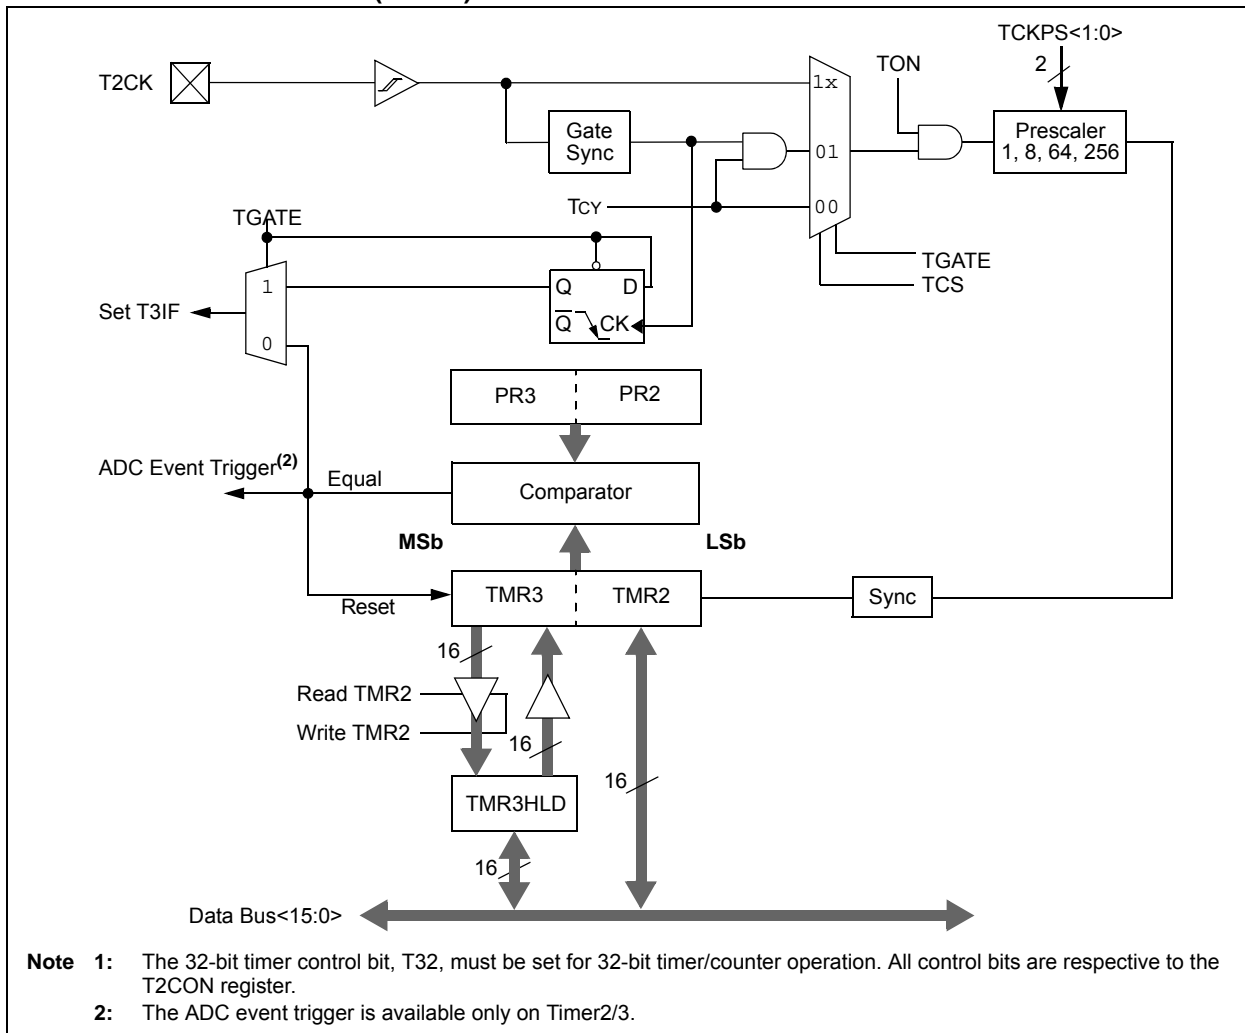 TCKPS<1:0>
2
TON
T2CK
1x
Gate
Sync
Prescaler
1, 8, 64, 256
01
TCY
00
TGATE
TGATE
TCS
1
Q
D
Set T3IF
Q
CK
0
PR3
PR2
ADC Event Trigger(2)
Equal
Comparator
MSb
LSb
TMR3
TMR2
Sync
Reset
16
Read TMR2
Write TMR2
16
16
TMR3HLD
16
Data Bus<15:0>
Note 1: The 32-bit timer control bit, T32, must be set for 32-bit timer/counter operation. All control bits are respective to the
T2CON register.
2: The ADC event trigger is available only on Timer2/3.